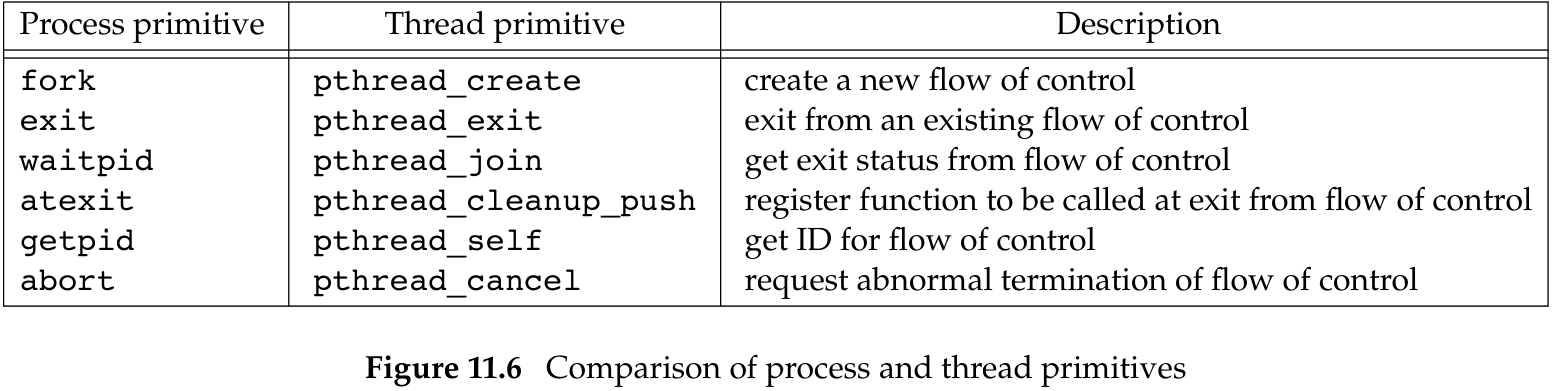 Process primitive Thread primitive Description
fork pthread_create create a new flow of control
exit pthread_exit exit from an existing flow of control
waitpid pthread_join get exit status from flow of control
atexit pthread_cleanup_push register function to be called at exit from flow of control
getpid pthread_self get ID for flow of control
abort pthread_cancel request abnormal termination of flow of control
Figure 11.6 Comparison of process and thread primitives